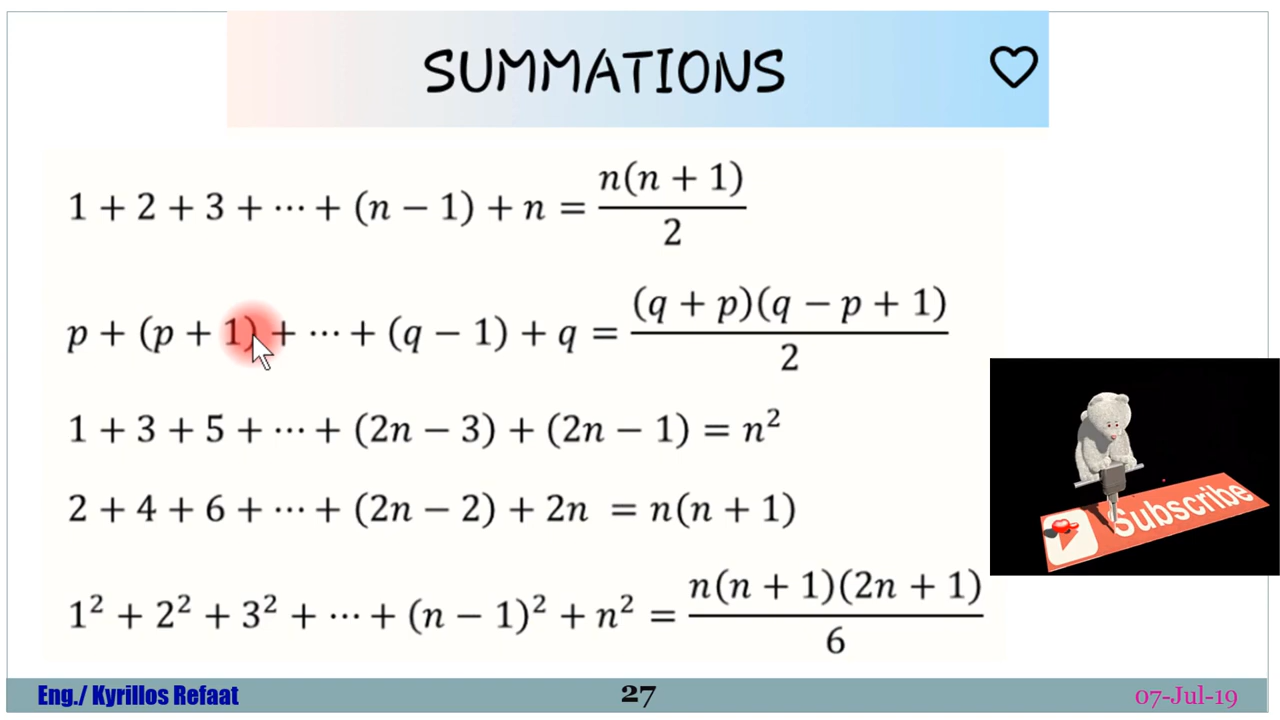 SUMMATIONS
1 + 2 + 3 + ⋯ + (n − 1) + n = n(n + 1) / 2
p + (p + 1) + ⋯ + (q − 1) + q = (q + p)(q − p + 1) / 2
1 + 3 + 5 + ⋯ + (2n − 3) + (2n − 1) = n²
2 + 4 + 6 + ⋯ + (2n − 2) + 2n = n(n + 1)
1² + 2² + 3² + ⋯ + (n − 1)² + n² = n(n + 1)(2n + 1) / 6
Subscribe
Eng./ Kyrillos Refaat
27
07-Jul-19